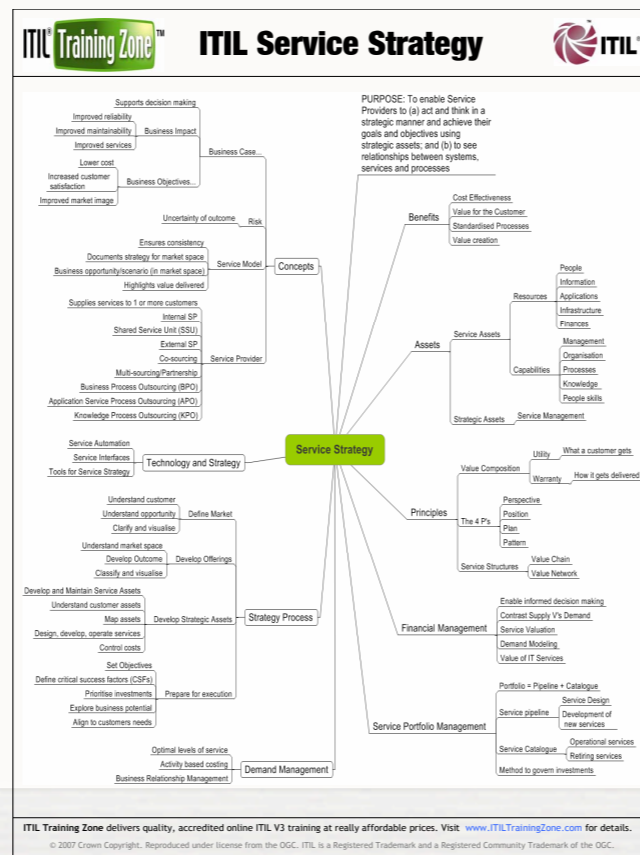 ITIL® Training Zone™
ITIL Service Strategy
ITIL®
PURPOSE: To enable Service
Providers to (a) act and think in a
strategic manner and achieve their
goals and objectives using
strategic assets; and (b) to see
relationships between systems,
services and processes
Supports decision making
Improved reliability
Improved maintainability
Improved services
Business Impact
Lower cost
Increased customer
satisfaction
Improved market image
Business Objectives...
Business Case...
Uncertainty of outcome
Risk
Ensures consistency
Documents strategy for market space
Business opportunity/scenario (in market space)
Highlights value delivered
Service Model
Concepts
Supplies services to 1 or more customers
Internal SP
Shared Service Unit (SSU)
External SP
Co-sourcing
Multi-sourcing/Partnership
Business Process Outsourcing (BPO)
Application Service Process Outsourcing (APO)
Knowledge Process Outsourcing (KPO)
Service Provider
Service Automation
Service Interfaces
Tools for Service Strategy
Technology and Strategy
Service Strategy
Understand customer
Understand opportunity
Clarify and visualise
Define Market
Understand market space
Develop Outcome
Classify and visualise
Develop Offerings
Develop and Maintain Service Assets
Understand customer assets
Map assets
Design, develop, operate services
Control costs
Develop Strategic Assets
Strategy Process
Set Objectives
Define critical success factors (CSFs)
Prioritise investments
Explore business potential
Align to customers needs
Prepare for execution
Optimal levels of service
Activity based costing
Business Relationship Management
Demand Management
Benefits
Cost Effectiveness
Value for the Customer
Standardised Processes
Value creation
Assets
Service Assets
Resources
People
Information
Applications
Infrastructure
Finances
Capabilities
Management
Organisation
Processes
Knowledge
People skills
Strategic Assets
Service Management
Principles
Value Composition
Utility
What a customer gets
Warranty
How it gets delivered
The 4 P's
Perspective
Position
Plan
Pattern
Service Structures
Value Chain
Value Network
Financial Management
Enable informed decision making
Contrast Supply V's Demand
Service Valuation
Demand Modeling
Value of IT Services
Service Portfolio Management
Portfolio = Pipeline + Catalogue
Service pipeline
Service Design
Development of
new services
Service Catalogue
Operational services
Retiring services
Method to govern investments
ITIL Training Zone delivers quality, accredited online ITIL V3 training at really affordable prices. Visit www.ITILTrainingZone.com for details.
© 2007 Crown Copyright. Reproduced under license from the OGC. ITIL is a Registered Trademark and a Registered Community Trademark of the OGC.